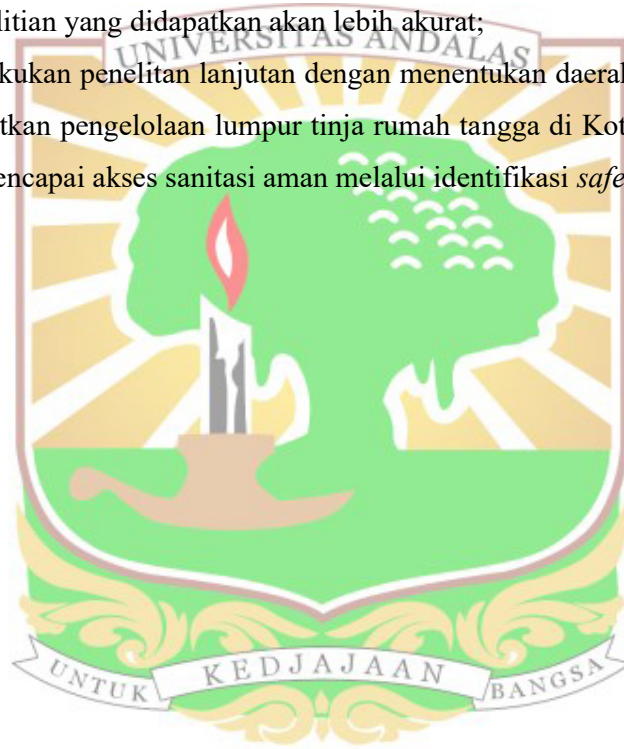 litian yang didapatkan akan lebih akurat;
UNIVERSITAS ANDALAS
kukan penelitan lanjutan dengan menentukan daerah
tkan pengelolaan lumpur tinja rumah tangga di Kot
encapai akses sanitasi aman melalui identifikasi safe
UNTUK KEDJAJAAN BANGSA